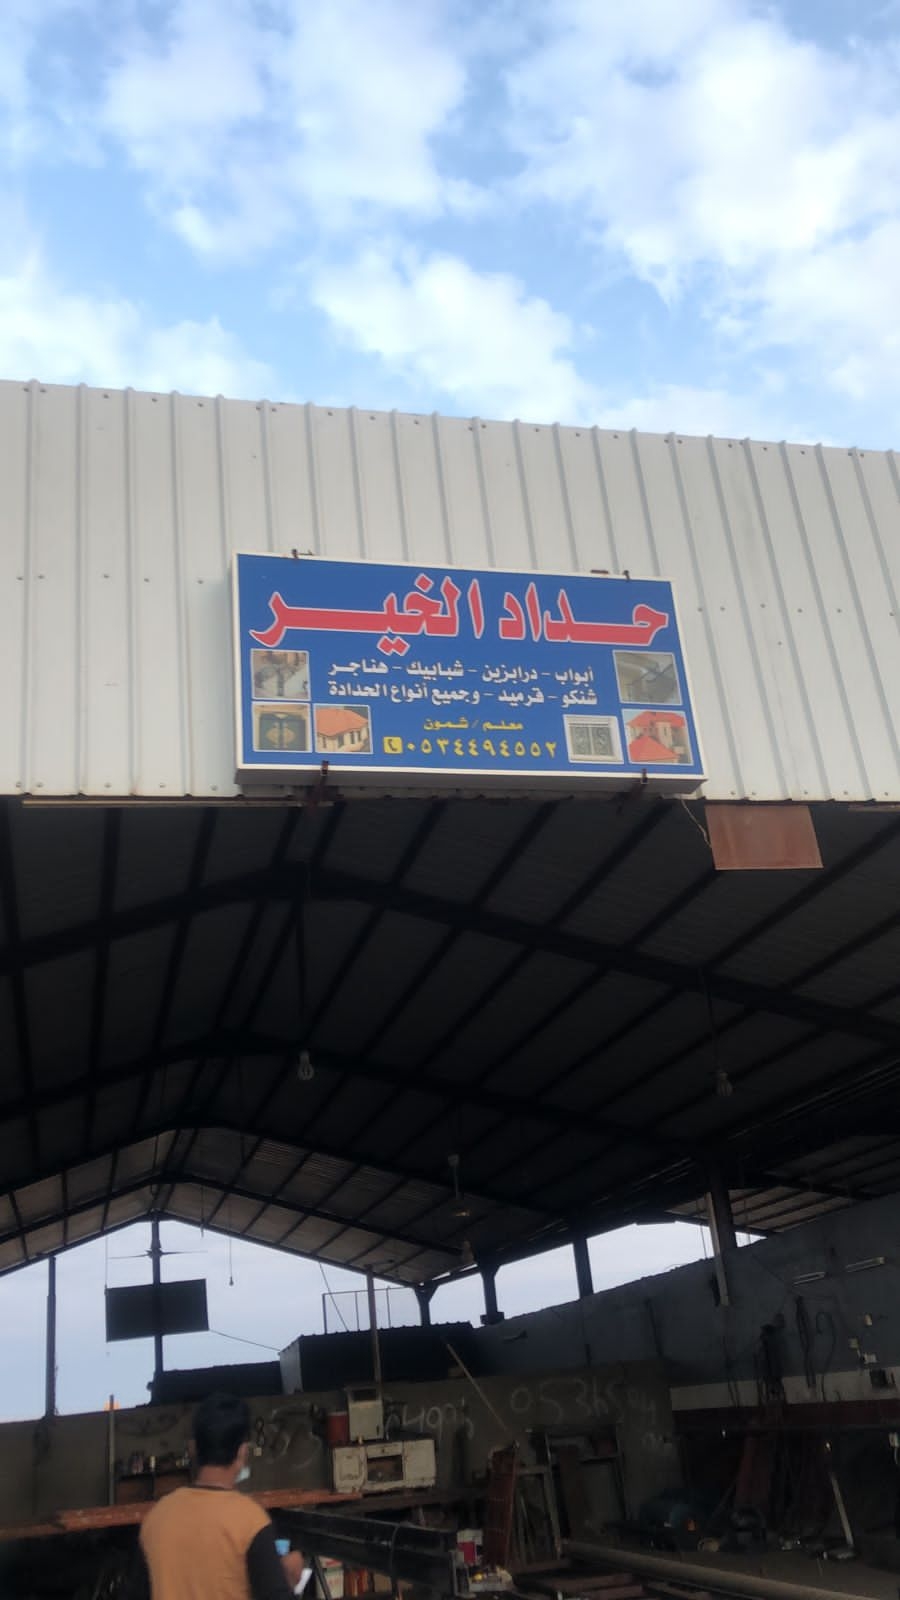 حداد الخير
أبواب - درابزين - شبابيك - هناجر
شنكو - قرميد - وجميع أنواع الحدادة
معلم / شمون
٠٥٣٤٤٩٤٥٥٢